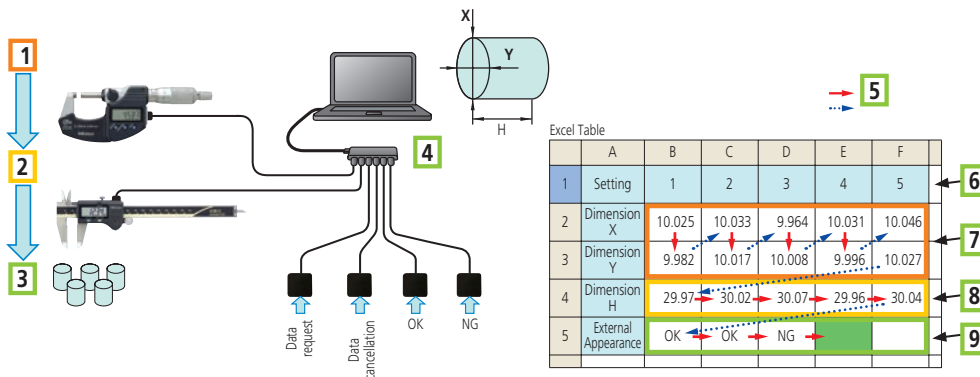 1
2
3
4
X
Y
H
Data
request
Data
cancellation
OK
NG
5
Excel Table
A B C D E F
1 Setting 1 2 3 4 5
6
2 Dimension X 10.025 10.033 9.964 10.031 10.046
7
3 Dimension Y 9.982 10.017 10.008 9.996 10.027
4 Dimension H 29.97 30.02 30.07 29.96 30.04
8
5 External Appearance OK OK NG
9